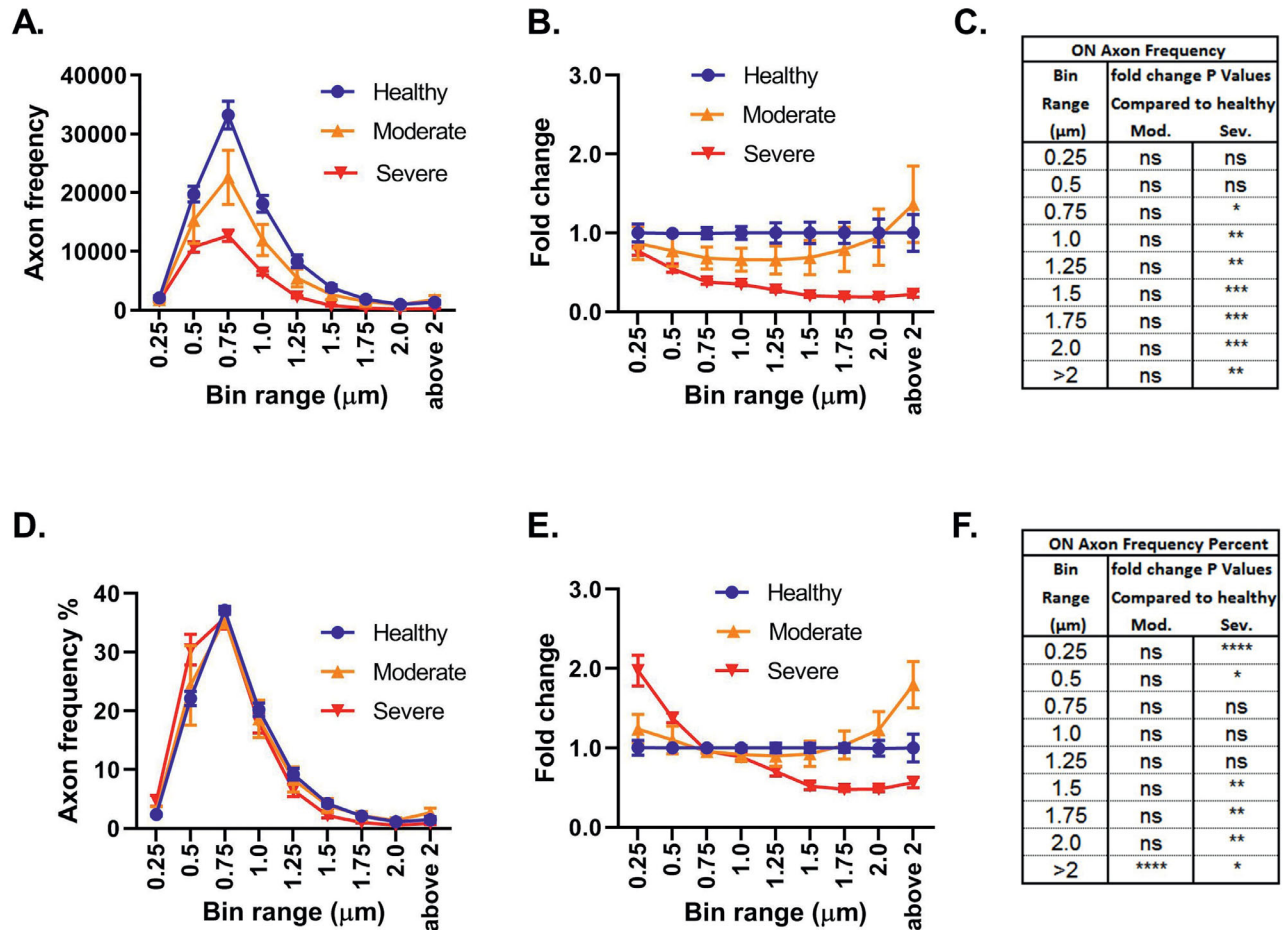 A.
Axon freqency
40000
30000
20000
10000
0
Healthy
Moderate
Severe
0.25
0.5
0.75
1.0
1.25
1.5
1.75
2.0
above 2
Bin range (μm)
B.
Fold change
3.0
2.0
1.0
0.0
Healthy
Moderate
Severe
0.25
0.5
0.75
1.0
1.25
1.5
1.75
2.0
above 2
Bin range (μm)
C.
ON Axon Frequency
Bin Range (μm)
fold change P Values
Compared to healthy
Mod. Sev.
0.25 ns ns
0.5 ns ns
0.75 ns *
1.0 ns **
1.25 ns **
1.5 ns ***
1.75 ns ***
2.0 ns ***
>2 ns **
D.
Axon frequency %
40
30
20
10
0
Healthy
Moderate
Severe
0.25
0.5
0.75
1.0
1.25
1.5
1.75
2.0
above 2
Bin range (μm)
E.
Fold change
3.0
2.0
1.0
0.0
Healthy
Moderate
Severe
0.25
0.5
0.75
1.0
1.25
1.5
1.75
2.0
above 2
Bin range (μm)
F.
ON Axon Frequency Percent
Bin Range (μm)
fold change P Values
Compared to healthy
Mod. Sev.
0.25 ns ****
0.5 ns *
0.75 ns ns
1.0 ns ns
1.25 ns ns
1.5 ns **
1.75 ns **
2.0 ns **
>2 **** *